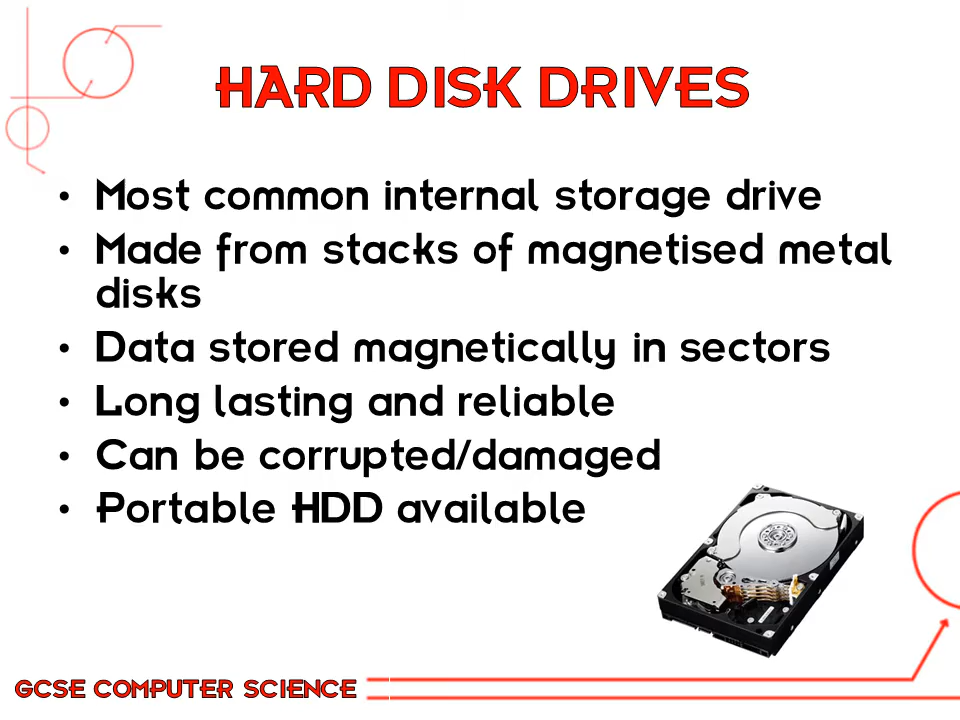 HARD DISK DRIVES
• Most common internal storage drive
• Made from stacks of magnetised metal
disks
• Data stored magnetically in sectors
• Long lasting and reliable
• Can be corrupted/damaged
• Portable HDD available
GCSE COMPUTER SCIENCE